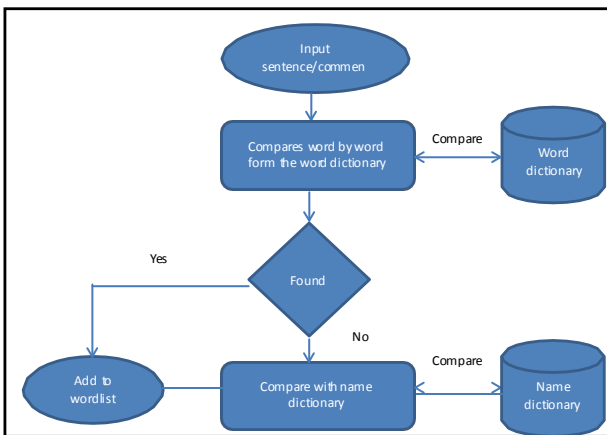 Input
sentence/commen
Compares word by word
form the word dictionary
Compare
Word
dictionary
Yes
Found
No
Add to
wordlist
Compare with name
dictionary
Compare
Name
dictionary